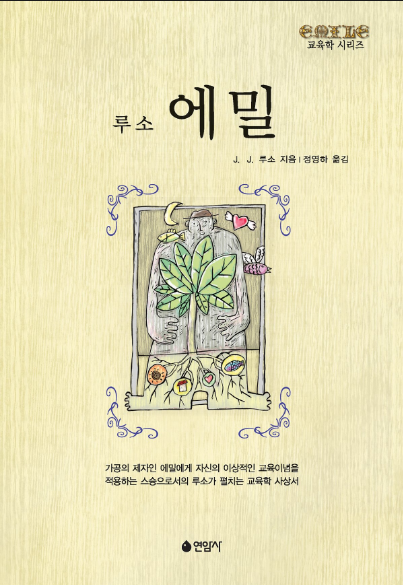 EMILE
교육학 시리즈
루소 에밀
J. J. 루소 지음 | 정영하 옮김
가공의 제자인 에밀에게 자신의 이상적인 교육이념을
적용하는 스승으로서의 루소가 펼치는 교육학 사상서
연암사